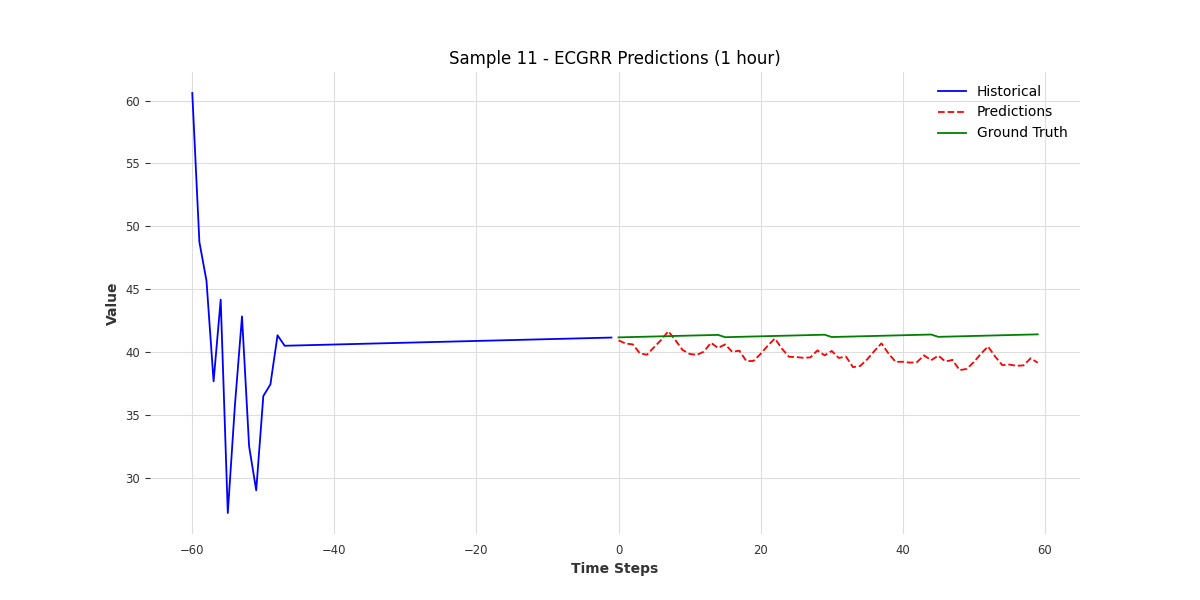 Sample 11 - ECGRR Predictions (1 hour)
Historical
Predictions
Ground Truth
Value
60
55
50
45
40
35
30
−60
−40
−20
0
20
40
60
Time Steps